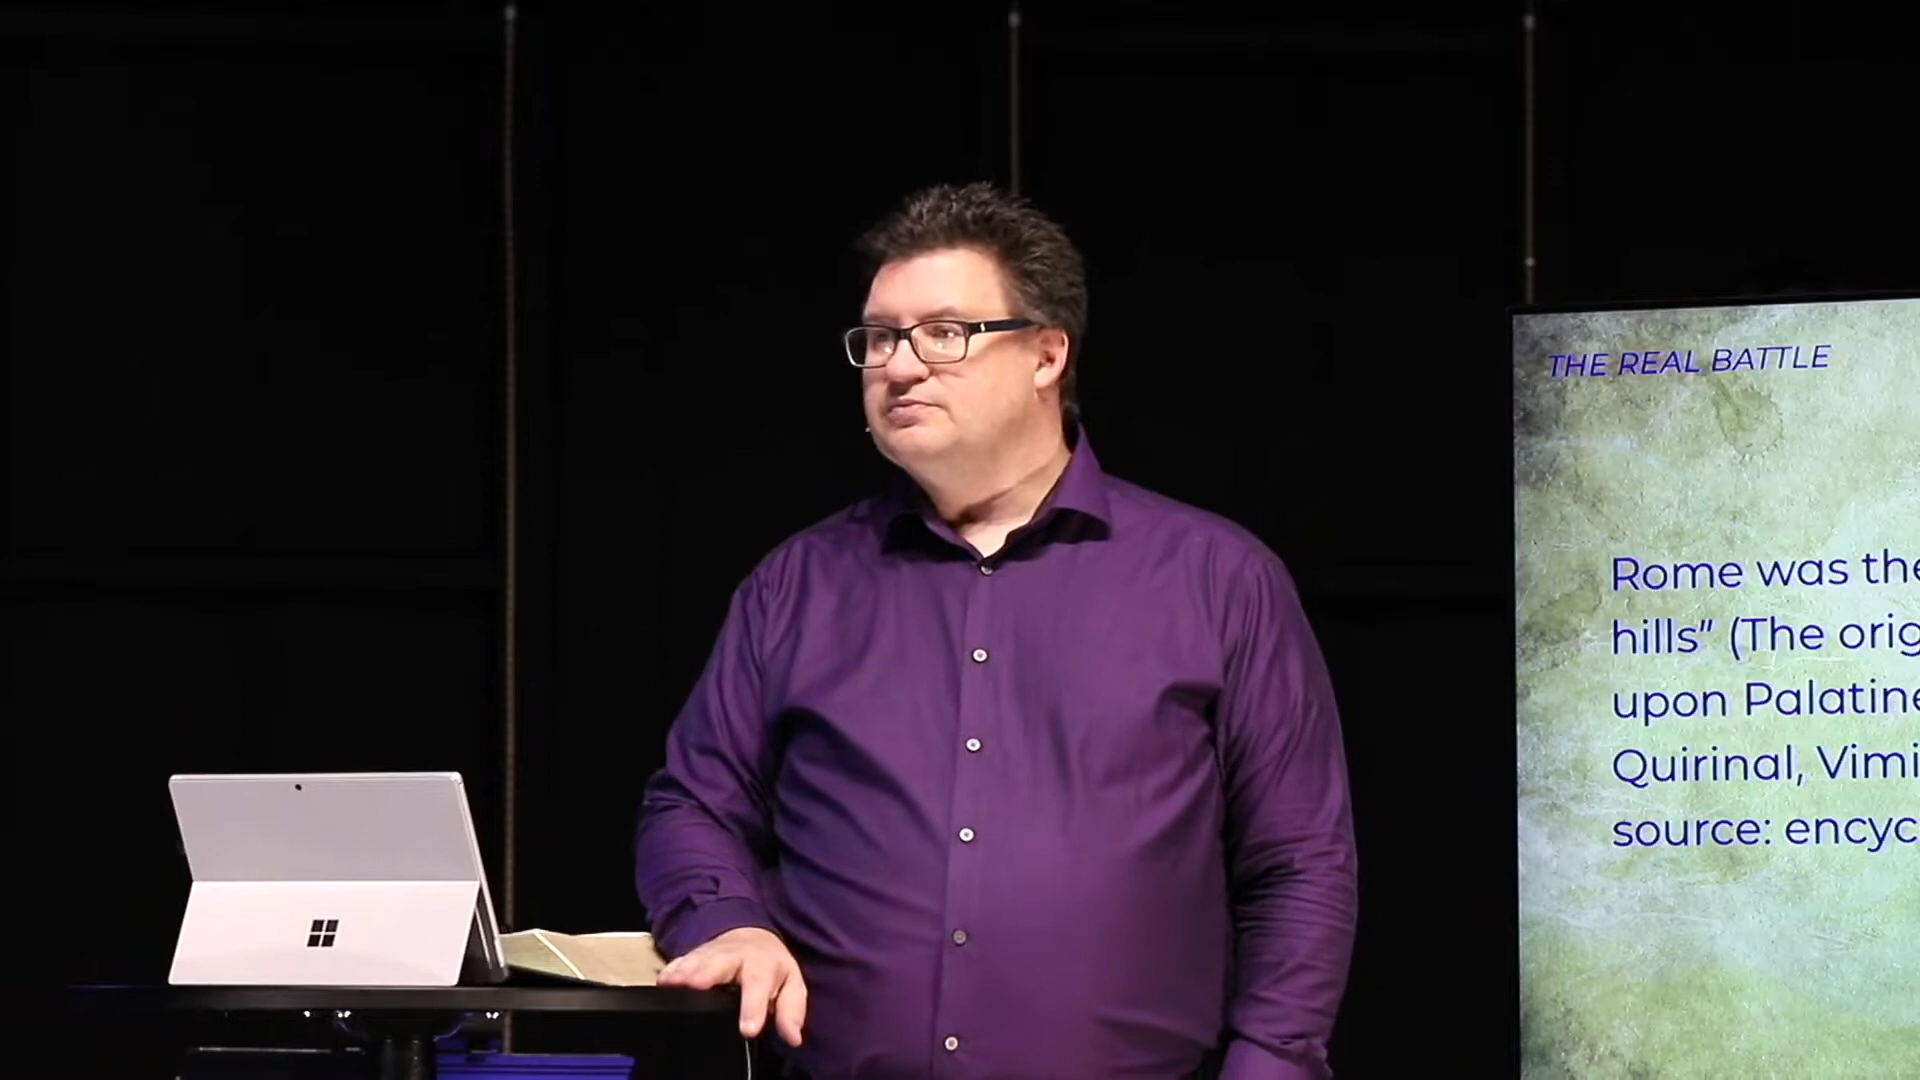 THE REAL BATTLE
Rome was the
hills" (The orig
upon Palatine
Quirinal, Vimi
source: encyc